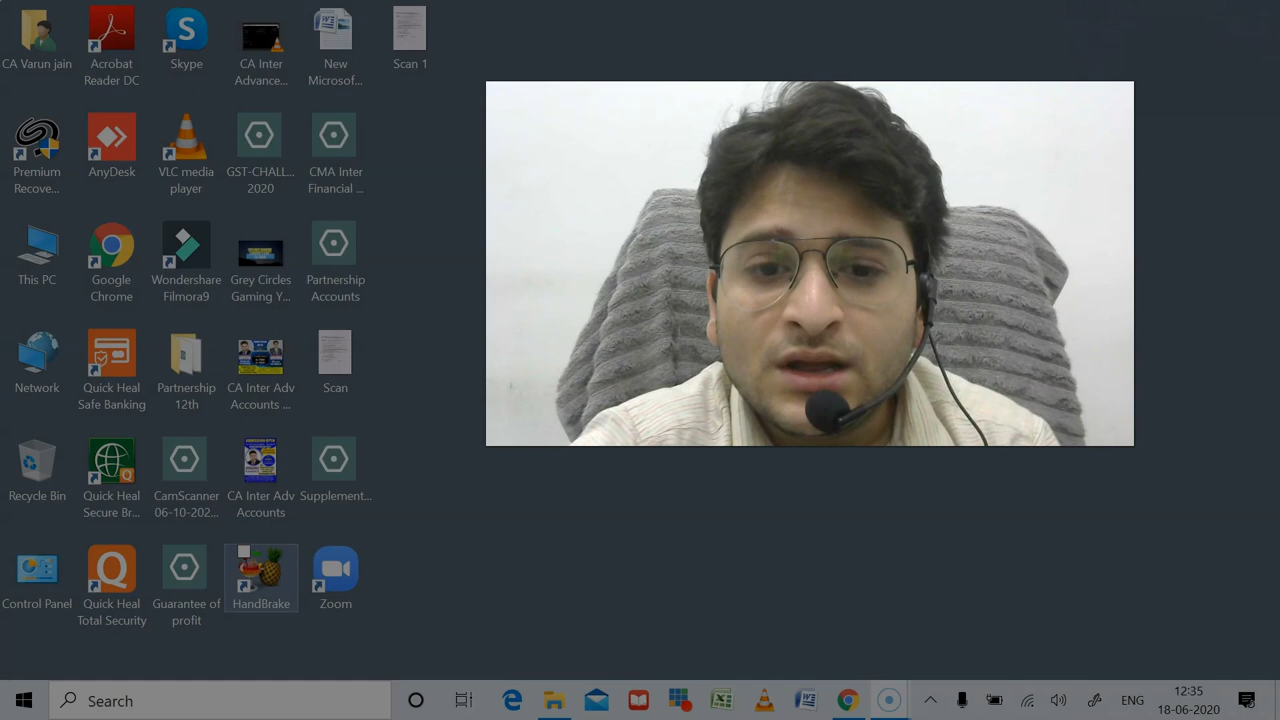 CA Varun jain
Acrobat
Reader DC
Skype
CA Inter
Advance...
New
Microsof...
Scan 1
Premium
Recove...
AnyDesk
VLC media
player
GST-CHALL...
2020
CMA Inter
Financial ...
This PC
Google
Chrome
Wondershare
Filmora9
Grey Circles
Gaming Y...
Partnership
Accounts
Network
Quick Heal
Safe Banking
Partnership
12th
CA Inter Adv
Accounts ...
Scan
Recycle Bin
Quick Heal
Secure Br...
CamScanner
06-10-202...
CA Inter Adv
Accounts
Supplement...
Control Panel
Quick Heal
Total Security
Guarantee of
profit
HandBrake
Zoom
Search
ENG
12:35
18-06-2020